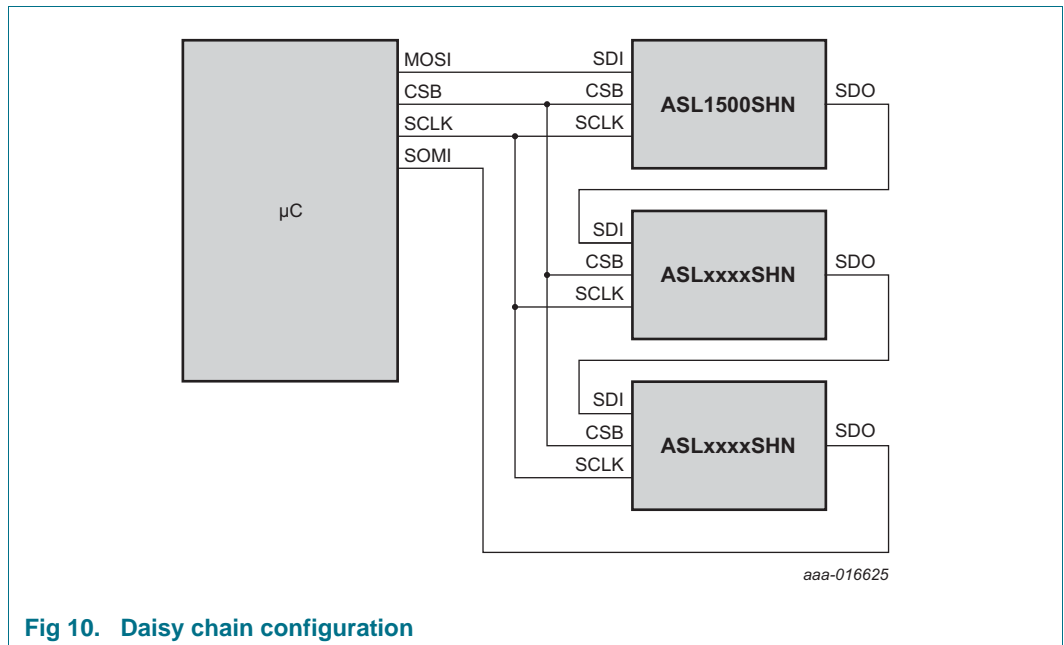 MOSI
CSB
SCLK
SOMI
µC
SDI
CSB
SCLK
ASL1500SHN
SDO
SDI
CSB
SCLK
ASLxxxxSHN
SDO
SDI
CSB
SCLK
ASLxxxxSHN
SDO
aaa-016625
Fig 10. Daisy chain configuration